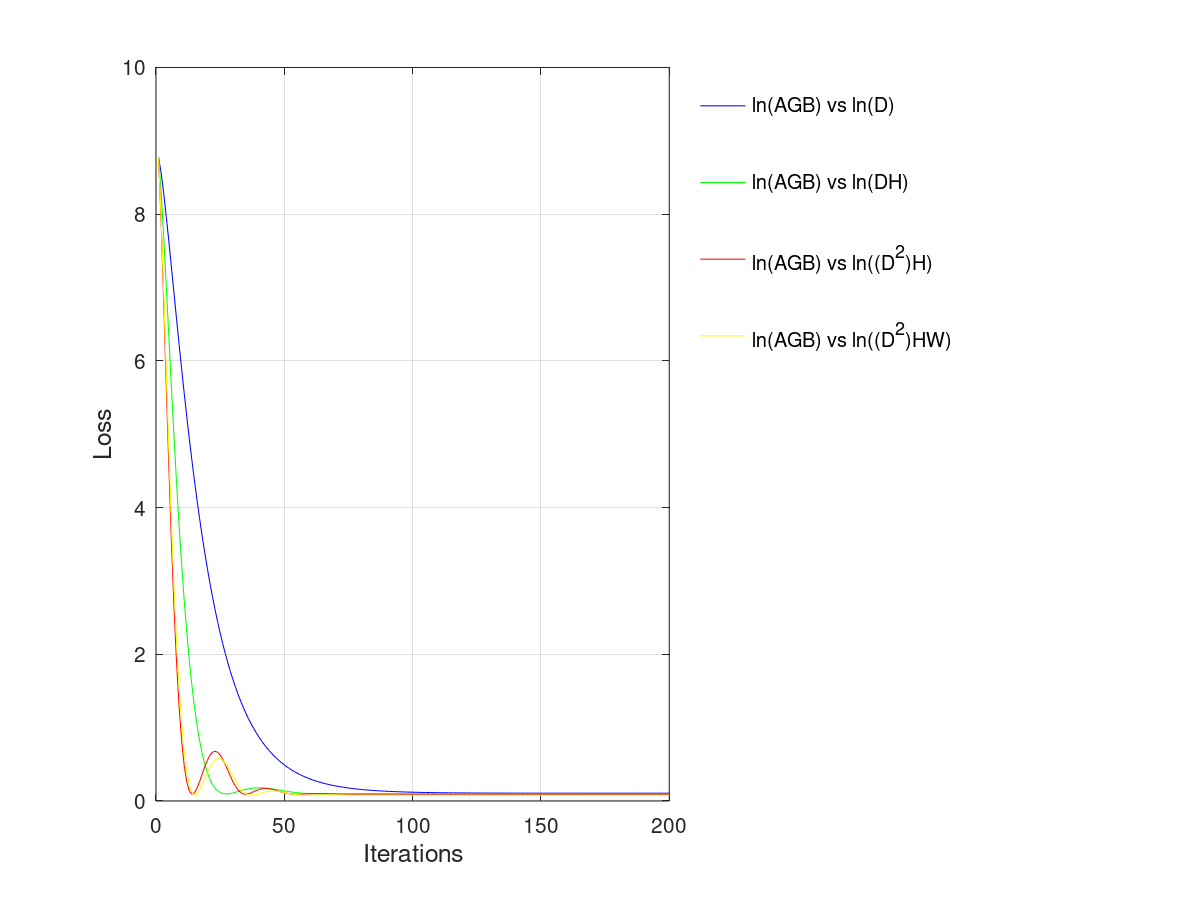 10
8
6
4
2
0
0 50 100 150 200
Loss
Iterations
ln(AGB) vs ln(D)
ln(AGB) vs ln(DH)
ln(AGB) vs ln((D²)H)
ln(AGB) vs ln((D²)HW)